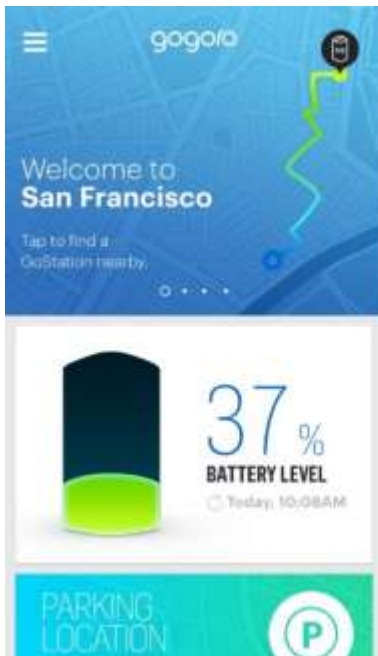 gogoro
Welcome to
San Francisco
Tap to find a
GoStation nearby.
37 %
BATTERY LEVEL
Today, 10:08AM
PARKING
LOCATION
P